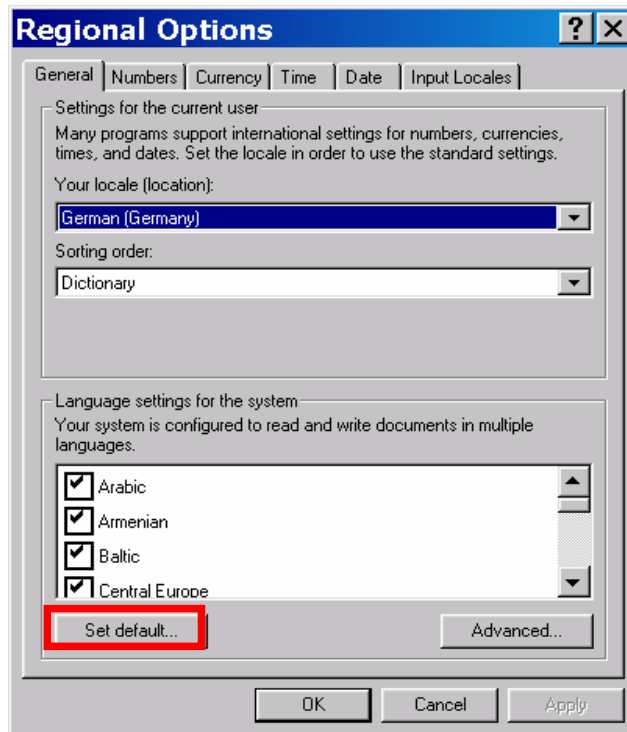 Regional Options
General Numbers Currency Time Date Input Locales
Settings for the current user
Many programs support international settings for numbers, currencies,
times, and dates. Set the locale in order to use the standard settings.
Your locale (location):
German (Germany)
Sorting order:
Dictionary
Language settings for the system
Your system is configured to read and write documents in multiple
languages.
Arabic
Armenian
Baltic
Central Europe
Set default...
Advanced...
OK Cancel Apply